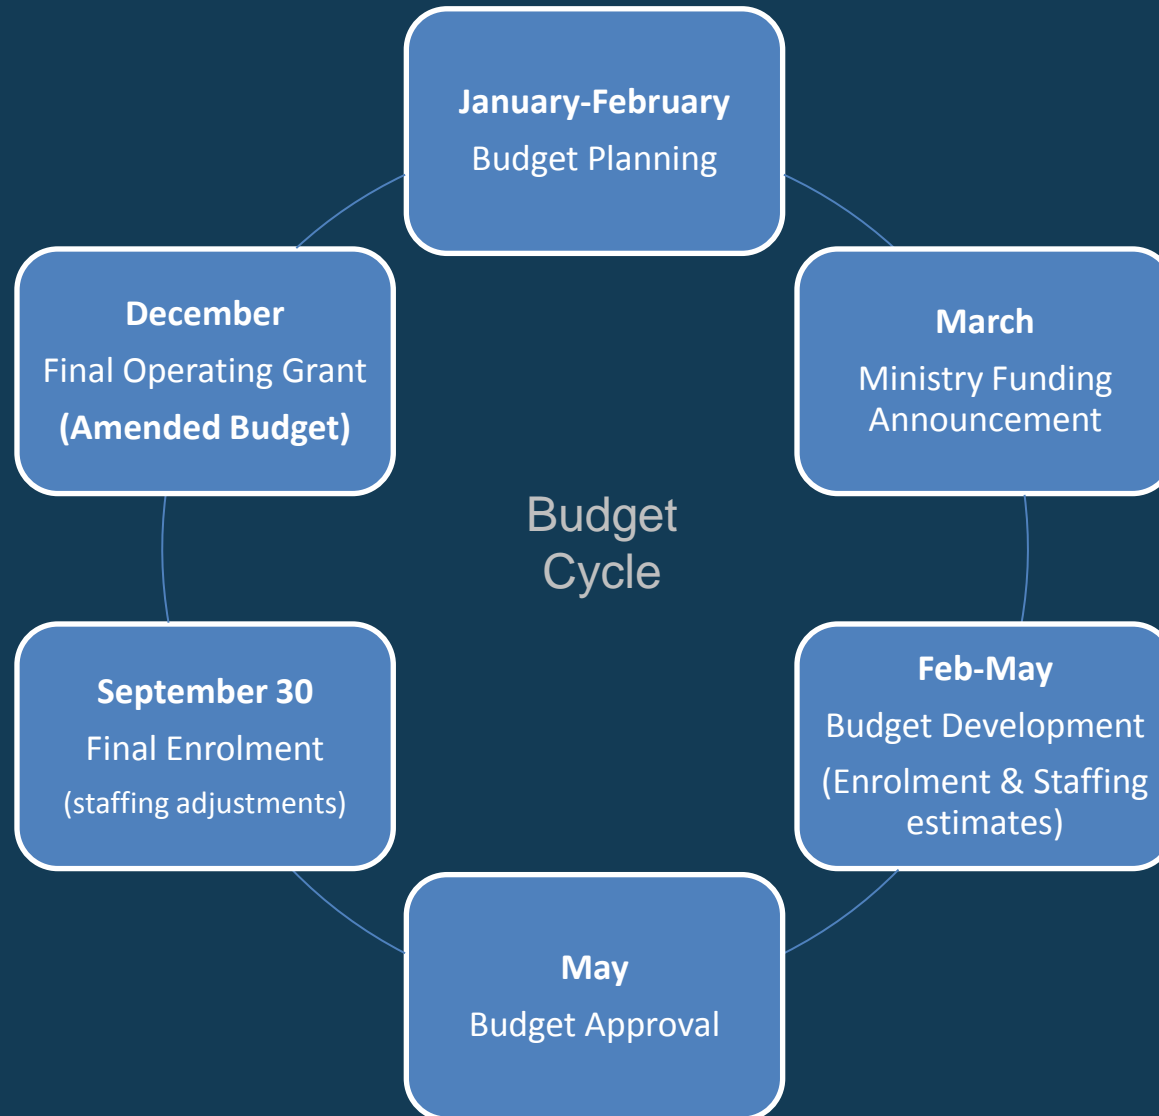 January-February
Budget Planning
March
Ministry Funding
Announcement
Feb-May
Budget Development
(Enrolment & Staffing
estimates)
May
Budget Approval
September 30
Final Enrolment
(staffing adjustments)
December
Final Operating Grant
(Amended Budget)
Budget
Cycle